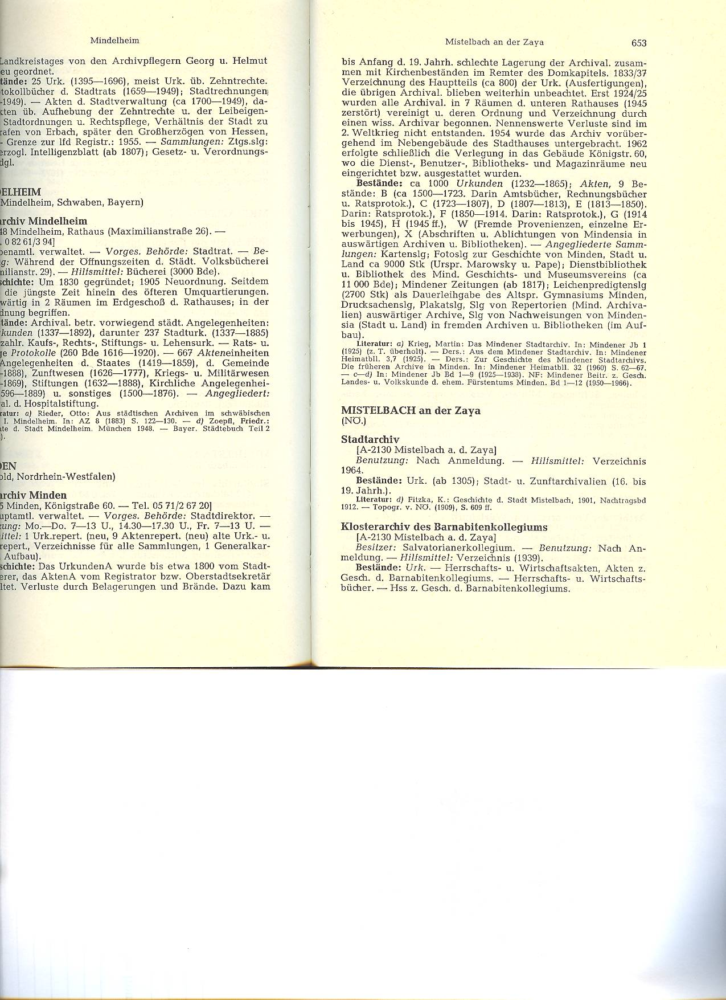 Mindelheim
Landkreistages von den Archivpflegern Georg u. Helmut
eu geordnet.
tände: 25 Urk. (1395—1696), meist Urk. üb. Zehntrechte.
tokollbücher d. Stadtrats (1659—1949); Stadtrechnungen
-1949). — Akten d. Stadtverwaltung (ca 1700—1949), da-
kten üb. Aufhebung der Zehntrechte u. der Leibeigen-
Stadtordnungen u. Rechtspflege, Verhältnis der Stadt zu
rafen von Erbach, später den Großherzögen von Hessen,
- Grenze zur lfd Registr.: 1955. — Sammlungen: Ztgs.slg:
erzogl. Intelligenzblatt (ab 1807); Gesetz- u. Verordnungs-
dgl.
ELHEIM
Mindelheim, Schwaben, Bayern)
rchiv Mindelheim
48 Mindelheim, Rathaus (Maximilianstraße 26). —
. 0 82 61/3 94]
benamtl. verwaltet. — Vorges. Behörde: Stadtrat. — Be-
g: Während der Öffnungszeiten d. Städt. Volksbücherei
milianstr. 29). — Hilfsmittel: Bücherei (3000 Bde).
schichte: Um 1830 gegründet; 1905 Neuordnung. Seitdem
die jüngste Zeit hinein des öfteren Umquartierungen.
wärtig in 2 Räumen im Erdgeschoß d. Rathauses; in der
dnung begriffen.
tände: Archival. betr. vorwiegend städt. Angelegenheiten:
kunden (1337—1892), darunter 237 Stadturk. (1337—1885)
zahlr. Kaufs-, Rechts-, Stiftungs- u. Lehensurk. — Rats- u.
ge Protokolle (260 Bde 1616—1920). — 667 Akteneinheiten
Angelegenheiten d. Staates (1419—1859), d. Gemeinde
-1888), Zunftwesen (1626—1777), Kriegs- u. Militärwesen
-1869), Stiftungen (1632—1888), Kirchliche Angelegenhei-
596—1889) u. sonstiges (1500—1876). — Angegliedert:
al. d. Hospitalstiftung.
ratur: a) Rieder, Otto: Aus städtischen Archiven im schwäbischen
I. Mindelheim. In: AZ 8 (1883) S. 122—130. — d) Zoepfl, Friedr.:
te d. Stadt Mindelheim. München 1948. — Bayer. Städtebuch Teil 2
).
EN
old, Nordrhein-Westfalen)
rchiv Minden
5 Minden, Königstraße 60. — Tel. 05 71/2 67 20]
uptamtl. verwaltet. — Vorges. Behörde: Stadtdirektor. —
zung: Mo.—Do. 7—13 U., 14.30—17.30 U., Fr. 7—13 U. —
ittel: 1 Urk.repert. (neu, 9 Aktenrepert. (neu) alte Urk.- u.
repert., Verzeichnisse für alle Sammlungen, 1 Generalkar-
Aufbau).
schichte: Das UrkundenA wurde bis etwa 1800 vom Stadt-
erer, das AktenA vom Registrator bzw. Oberstadtsekretär
ltet. Verluste durch Belagerungen und Brände. Dazu kam
Mistelbach an der Zaya 653
bis Anfang d. 19. Jahrh. schlechte Lagerung der Archival. zusam-
men mit Kirchenbeständen im Remter des Domkapitels. 1833/37
Verzeichnung des Hauptteils (ca 800) der Urk. (Ausfertigungen),
die übrigen Archival. blieben weiterhin unbeachtet. Erst 1924/25
wurden alle Archival. in 7 Räumen d. unteren Rathauses (1945
zerstört) vereinigt u. deren Ordnung und Verzeichnung durch
einen wiss. Archivar begonnen. Nennenswerte Verluste sind im
2. Weltkrieg nicht entstanden. 1954 wurde das Archiv vorüber-
gehend im Nebengebäude des Stadthauses untergebracht. 1962
erfolgte schließlich die Verlegung in das Gebäude Königstr. 60,
wo die Dienst-, Benutzer-, Bibliotheks- und Magazinräume neu
eingerichtet bzw. ausgestattet wurden.
Bestände: ca 1000 Urkunden (1232—1865); Akten, 9 Be-
stände: B (ca 1500—1723. Darin Amtsbücher, Rechnungsbücher
u. Ratsprotok.), C (1723—1807), D (1807—1813), E (1813—1850).
Darin: Ratsprotok.), F (1850—1914. Darin: Ratsprotok.), G (1914
bis 1945), H (1945 ff.), W (Fremde Provenienzen, einzelne Er-
werbungen), X (Abschriften u. Ablichtungen von Mindensia in
auswärtigen Archiven u. Bibliotheken). — Angegliederte Samm-
lungen: Kartenslg; Fotoslg zur Geschichte von Minden, Stadt u.
Land ca 9000 Stk (Urspr. Marowsky u. Pape); Dienstbibliothek
u. Bibliothek des Mind. Geschichts- und Museumsvereins (ca
11 000 Bde); Mindener Zeitungen (ab 1817); Leichenpredigtenslg
(2700 Stk) als Dauerleihgabe des Altspr. Gymnasiums Minden,
Drucksachenslg, Plakatslg, Slg von Repertorien (Mind. Archiva-
lien) auswärtiger Archive, Slg von Nachweisungen von Minden-
sia (Stadt u. Land) in fremden Archiven u. Bibliotheken (im Auf-
bau).
Literatur: a) Krieg, Martin: Das Mindener Stadtarchiv. In: Mindener Jb 1
(1925) (z. T. überholt). — Ders.: Aus dem Mindener Stadtarchiv. In: Mindener
Heimatbll. 3,7 (1925). — Ders.: Zur Geschichte des Mindener Stadtarchivs.
Die früheren Archive in Minden. In: Mindener Heimatbll. 32 (1960) S. 62—67.
— c—d) In: Mindener Jb Bd 1—9 (1925—1938). NF: Mindener Beitr. z. Gesch.
Landes- u. Volkskunde d. ehem. Fürstentums Minden. Bd 1—12 (1950—1966).
MISTELBACH an der Zaya
(NÖ.)
Stadtarchiv
[A-2130 Mistelbach a. d. Zaya]
Benutzung: Nach Anmeldung. — Hilfsmittel: Verzeichnis
1964.
Bestände: Urk. (ab 1305); Stadt- u. Zunftarchivalien (16. bis
19. Jahrh.).
Literatur: d) Fitzka, K.: Geschichte d. Stadt Mistelbach, 1901, Nachtragsbd
1912. — Topogr. v. NÖ. (1909), S. 609 ff.
Klosterarchiv des Barnabitenkollegiums
[A-2130 Mistelbach a. d. Zaya]
Besitzer: Salvatorianerkollegium. — Benutzung: Nach An-
meldung. — Hilfsmittel: Verzeichnis (1939).
Bestände: Urk. — Herrschafts- u. Wirtschaftsakten, Akten z.
Gesch. d. Barnabitenkollegiums. — Herrschafts- u. Wirtschafts-
bücher. — Hss z. Gesch. d. Barnabitenkollegiums.